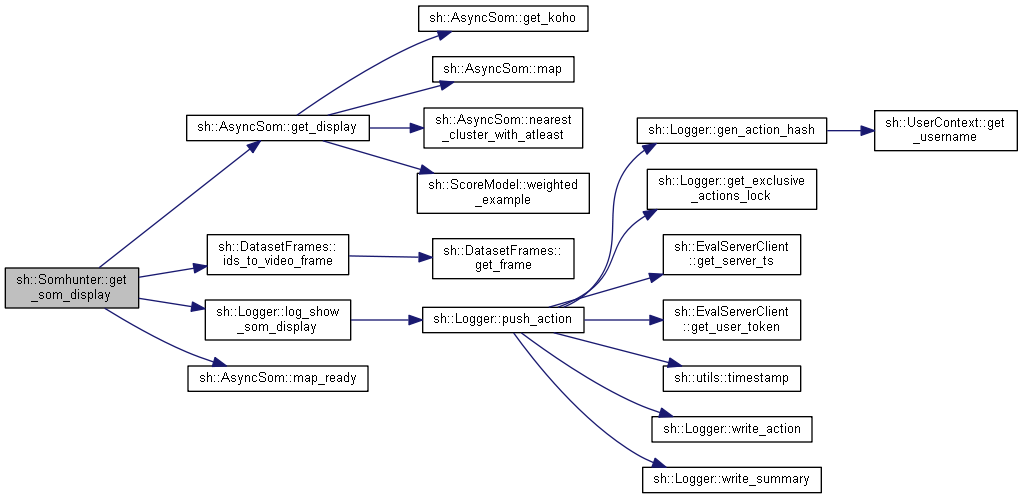 sh::AsyncSom::get_koho
sh::AsyncSom::map
sh::AsyncSom::get_display
sh::AsyncSom::nearest
_cluster_with_atleast
sh::ScoreModel::weighted
_example
sh::Logger::gen_action_hash
sh::UserContext::get
_username
sh::Logger::get_exclusive
_actions_lock
sh::DatasetFrames::
ids_to_video_frame
sh::DatasetFrames::
get_frame
sh::EvalServerClient
::get_server_ts
sh::Somhunter::get
_som_display
sh::Logger::log_show
_som_display
sh::Logger::push_action
sh::EvalServerClient
::get_user_token
sh::AsyncSom::map_ready
sh::utils::timestamp
sh::Logger::write_action
sh::Logger::write_summary